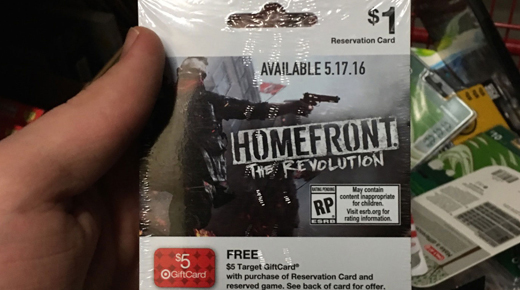 $1
Reservation Card
AVAILABLE 5.17.16
HOMEFRONT
THE REVOLUTION
RATING PENDING
RP
ESRB
May contain
content inappropriate
for children.
Visit esrb.org for
rating information.
$5
GiftCard
FREE
$5 Target GiftCard®
with purchase of Reservation Card and
reserved game. See back of card for offer.